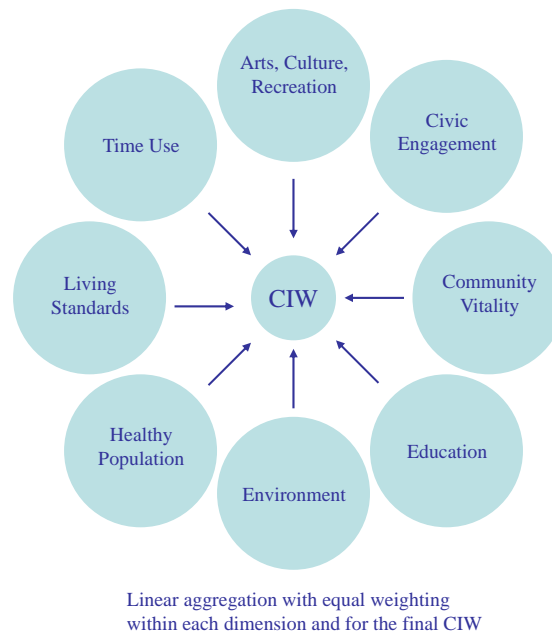 Arts, Culture,
Recreation
Civic
Engagement
Time Use
Community
Vitality
Living
Standards
CIW
Healthy
Population
Education
Environment
Linear aggregation with equal weighting
within each dimension and for the final CIW